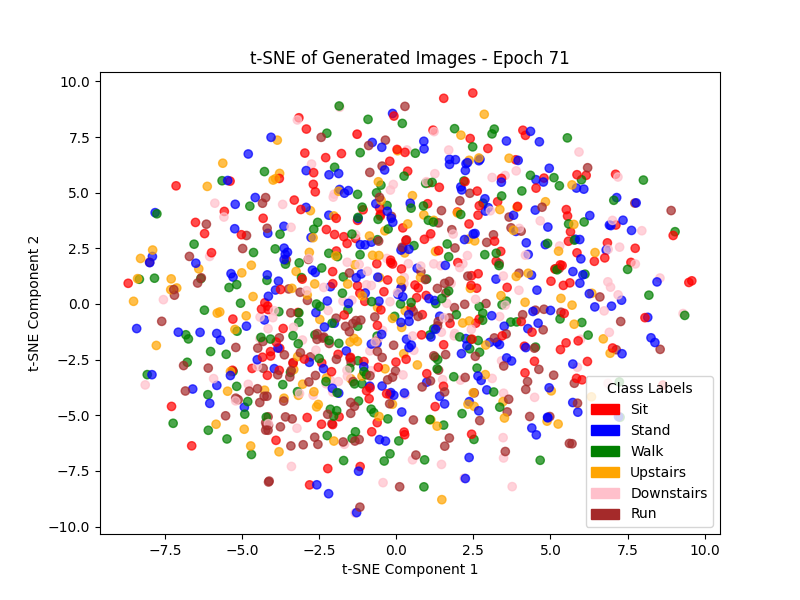 t-SNE of Generated Images - Epoch 71
10.0
7.5
5.0
2.5
0.0
−2.5
−5.0
−7.5
−10.0
t-SNE Component 2
−7.5
−5.0
−2.5
0.0
2.5
5.0
7.5
10.0
t-SNE Component 1
Class Labels
Sit
Stand
Walk
Upstairs
Downstairs
Run